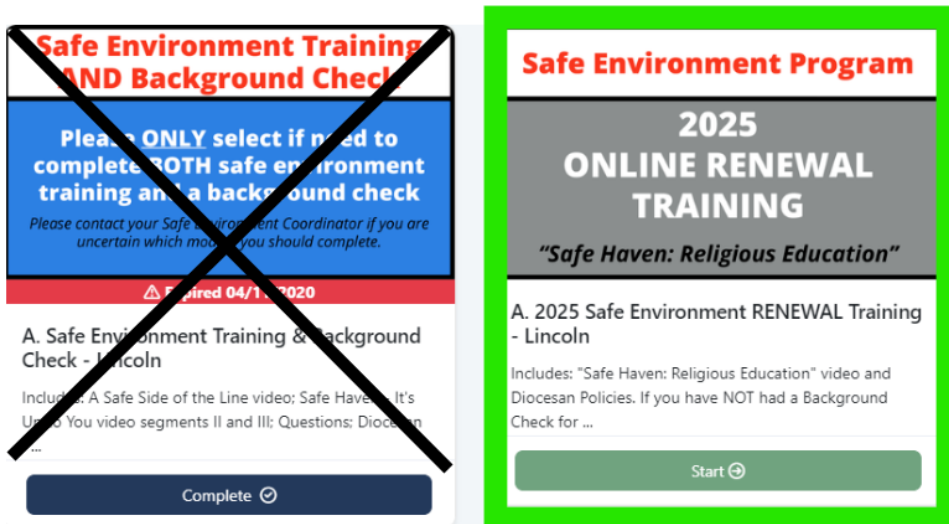 Safe Environment Training
AND Background Check
Please ONLY select if need to
complete BOTH safe environment
training and a background check
Please contact your Safe Environment Coordinator if you are
uncertain which module you should complete.
Expired 04/1 2020
A. Safe Environment Training & Background
Check - Lincoln
Includes: A Safe Side of the Line video; Safe Haven - It's
Up to You video segments II and III; Questions; Diocesan
...
Complete
Safe Environment Program
2025
ONLINE RENEWAL
TRAINING
“Safe Haven: Religious Education”
A. 2025 Safe Environment RENEWAL Training
- Lincoln
Includes: "Safe Haven: Religious Education" video and
Diocesan Policies. If you have NOT had a Background
Check for ...
Start